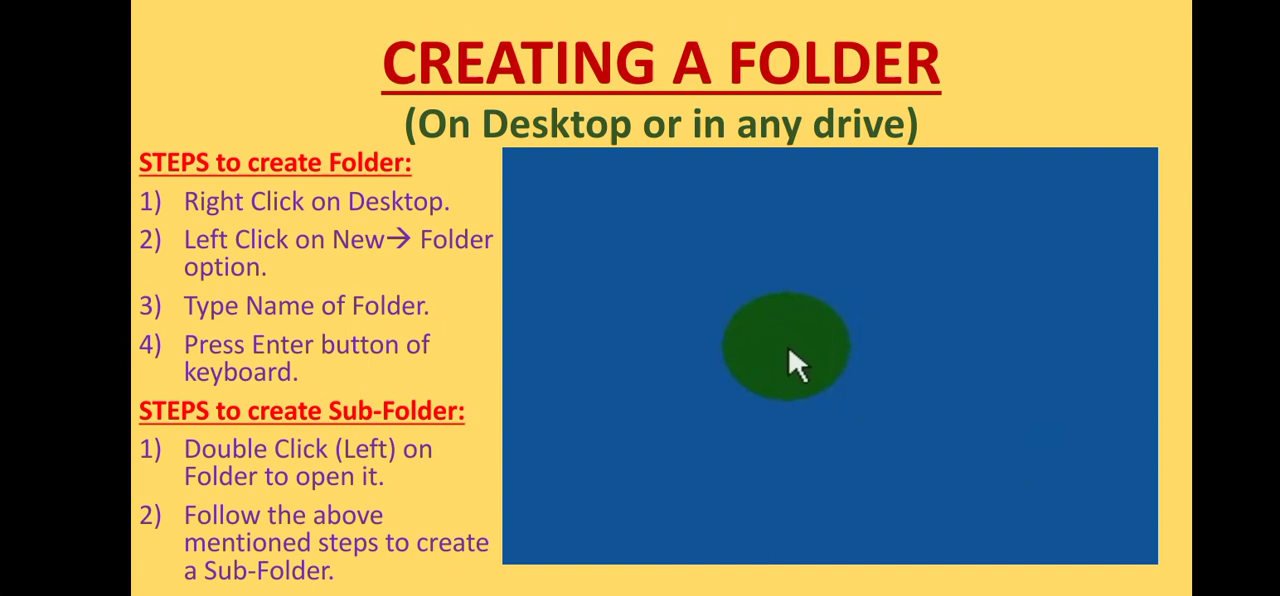 CREATING A FOLDER
(On Desktop or in any drive)
STEPS to create Folder:
1) Right Click on Desktop.
2) Left Click on New→ Folder
option.
3) Type Name of Folder.
4) Press Enter button of
keyboard.
STEPS to create Sub-Folder:
1) Double Click (Left) on
Folder to open it.
2) Follow the above
mentioned steps to create
a Sub-Folder.